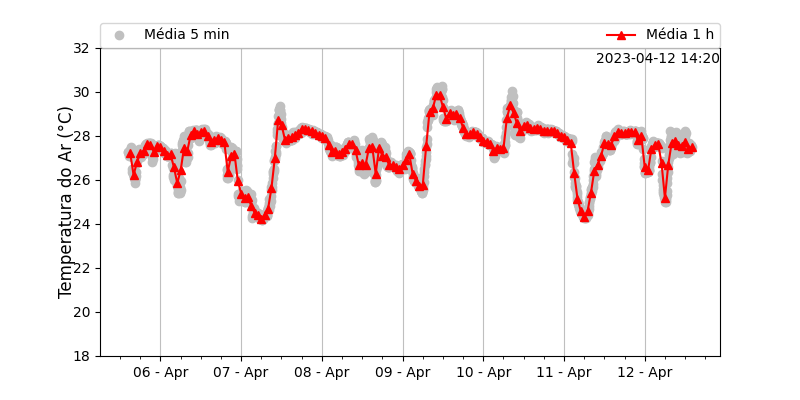 Média 5 min
Média 1 h
2023-04-12 14:20
Temperatura do Ar (°C)
32
30
28
26
24
22
20
18
06 - Apr
07 - Apr
08 - Apr
09 - Apr
10 - Apr
11 - Apr
12 - Apr